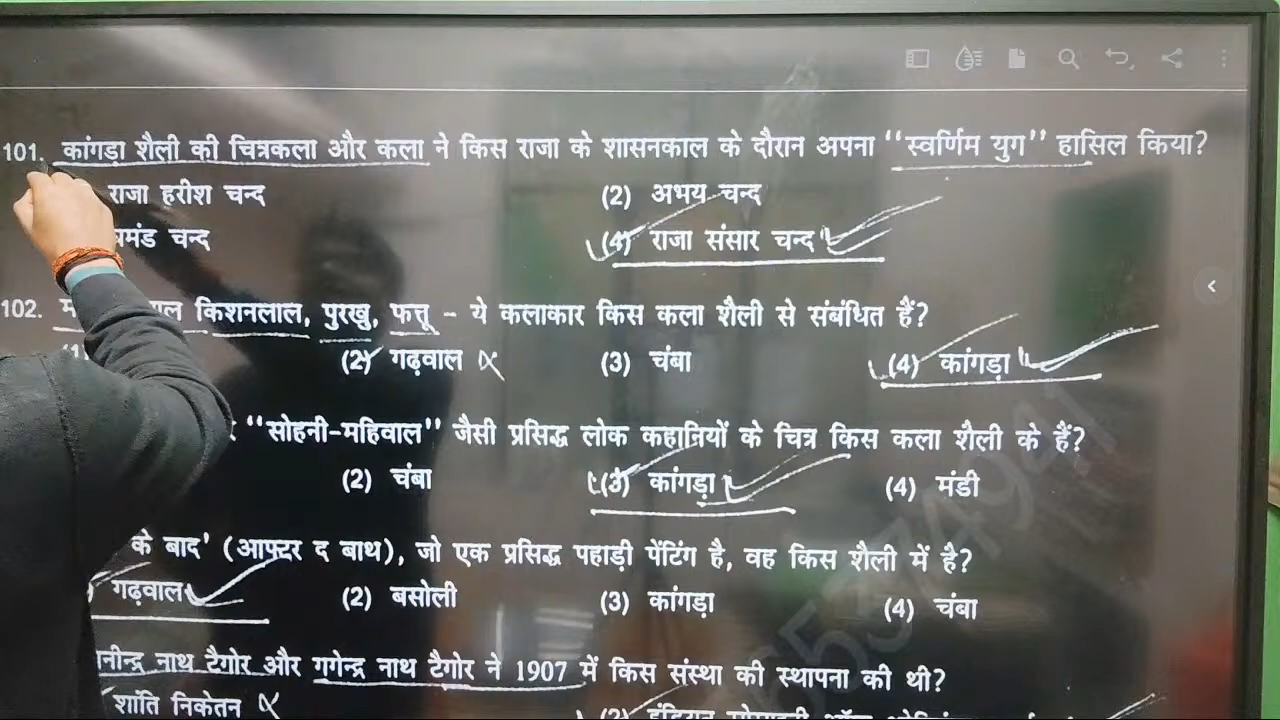 101. कांगड़ा शैली की चित्रकला और कला ने किस राजा के शासनकाल के दौरान अपना "स्वर्णिम युग" हासिल किया?
राजा हरीश चन्द (2) अभय चन्द
चन्द (4) राजा संसार चन्द
102. किशनलाल, पुरखु, फत्तू – ये कलाकार किस कला शैली से संबंधित हैं?
(2) गढ़वाल (3) चंबा (4) कांगड़ा
"सोहनी-महिवाल" जैसी प्रसिद्ध लोक कहानियों के चित्र किस कला शैली के हैं?
(2) चंबा (3) कांगड़ा (4) मंडी
के बाद' (आफ्टर द बाथ), जो एक प्रसिद्ध पहाड़ी पेंटिंग है, वह किस शैली में है?
गढ़वाल (2) बसोली (3) कांगड़ा (4) चंबा
नाथ टैगोर और गगेन्द्र नाथ टैगोर ने 1907 में किस संस्था की स्थापना की थी?
शांति निकेतन